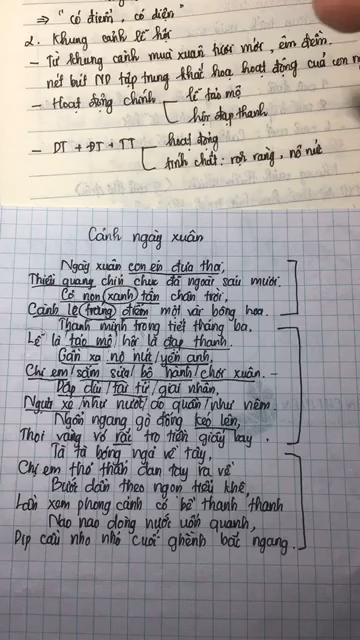 ⇒ "Có điểm, có diện"
2. Khung cảnh lễ hội
- Từ khung cảnh mùa xuân tươi mới, êm đềm.
nét bút ND tập trung khắc họa hoạt động của con
- Hoạt động chính
lễ tảo mộ
hội đạp thanh
- DT + ĐT + TT
hoạt động
tính chất: rộn ràng, nô nức
Cảnh ngày xuân
Ngày xuân con én đưa thoi,
Thiều quang chín chục đã ngoài sáu mươi.
Cỏ non (xanh) tận chân trời,
Cành lê (trắng) điểm một vài bông hoa.
Thanh minh trong tiết tháng ba,
Lễ là tảo mộ hội là đạp thanh.
Gần xa nô nức / yến anh,
Chị em / sắm sửa / bộ hành / chơi xuân.
Dập dìu / tài tử / giai nhân,
Ngựa xe / như nước / áo quần / như nêm.
Ngổn ngang gò đống kéo lên,
Thoi vàng vó rắc tro tiền giấy bay.
Tà tà bóng ngả về tây,
Chị em thơ thẩn dan tay ra về
Bước dần theo ngọn tiểu khê,
Lần xem phong cảnh có bề thanh thanh
Nao nao dòng nước uốn quanh,
Dịp cầu nho nhỏ cuối ghềnh bắc ngang.